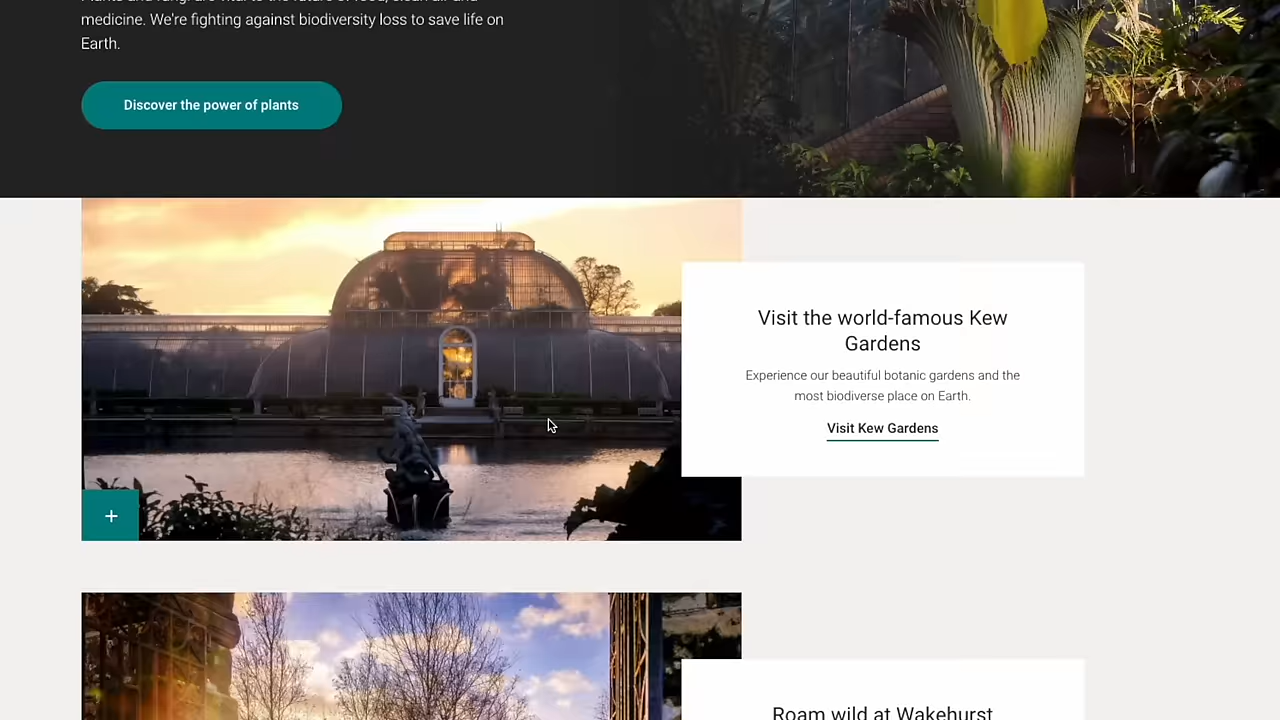 medicine. We're fighting against biodiversity loss to save life on
Earth.
Discover the power of plants
Visit the world-famous Kew
Gardens
Experience our beautiful botanic gardens and the
most biodiverse place on Earth.
Visit Kew Gardens
+
Roam wild at Wakehurst